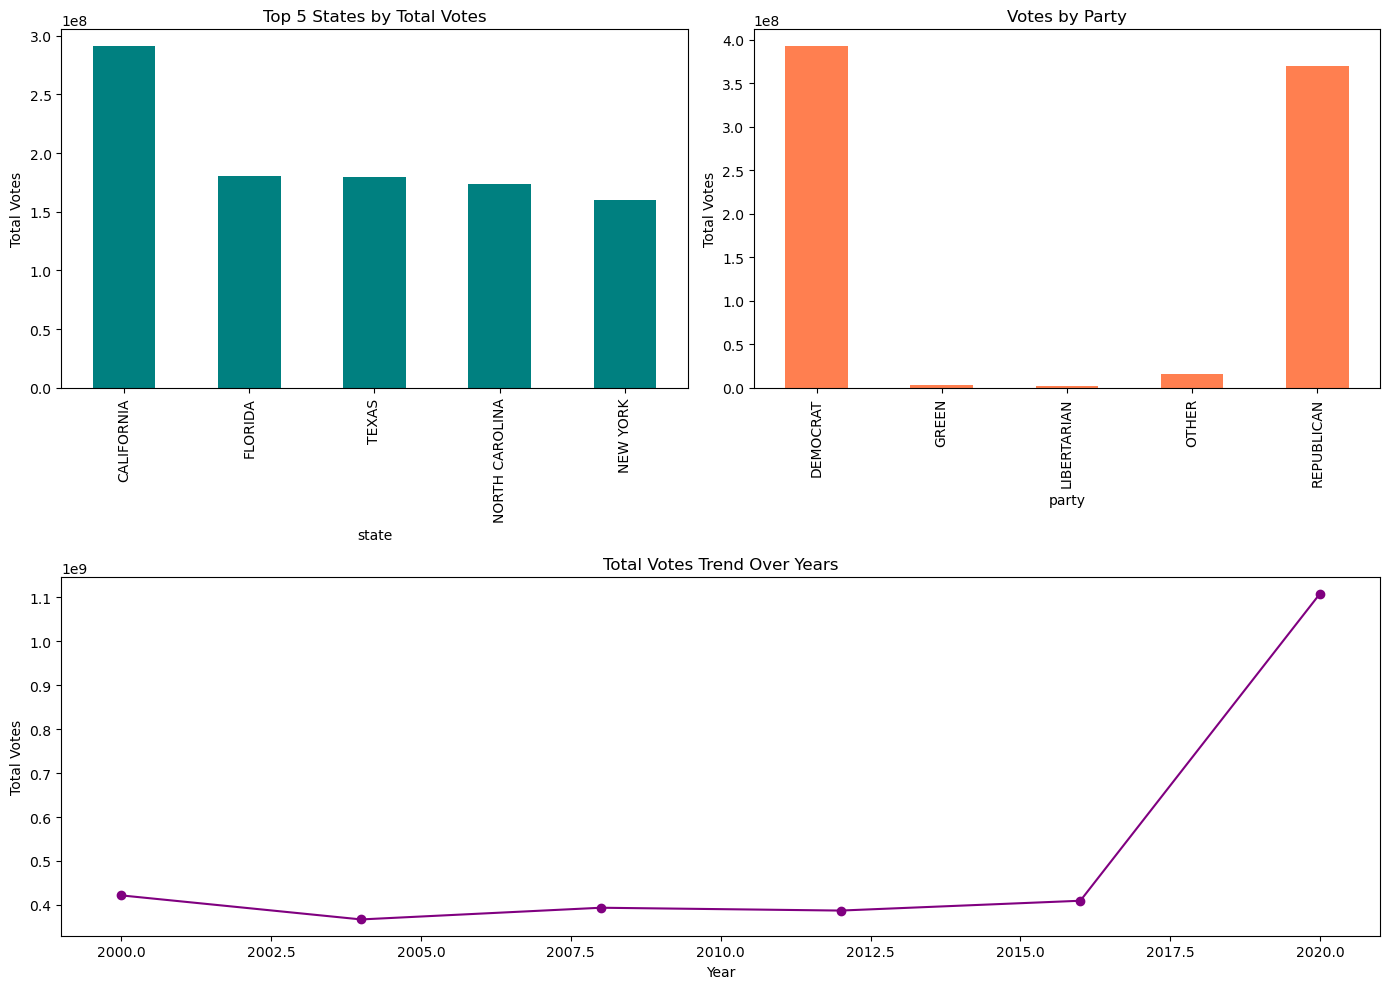 Top 5 States by Total Votes
1e8
3.0
2.5
2.0
1.5
1.0
0.5
0.0
Total Votes
CALIFORNIA
FLORIDA
TEXAS
NORTH CAROLINA
NEW YORK
state
Votes by Party
1e8
4.0
3.5
3.0
2.5
2.0
1.5
1.0
0.5
0.0
Total Votes
DEMOCRAT
GREEN
LIBERTARIAN
OTHER
REPUBLICAN
party
Total Votes Trend Over Years
1e9
1.1
1.0
0.9
0.8
0.7
0.6
0.5
0.4
Total Votes
2000.0 2002.5 2005.0 2007.5 2010.0 2012.5 2015.0 2017.5 2020.0
Year